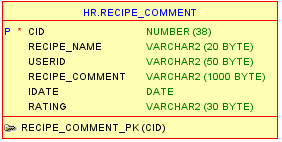 HR.RECIPE_COMMENT
P * CID NUMBER (38)
RECIPE_NAME VARCHAR2 (20 BYTE)
USERID VARCHAR2 (50 BYTE)
RECIPE_COMMENT VARCHAR2 (1000 BYTE)
IDATE DATE
RATING VARCHAR2 (30 BYTE)
RECIPE_COMMENT_PK (CID)